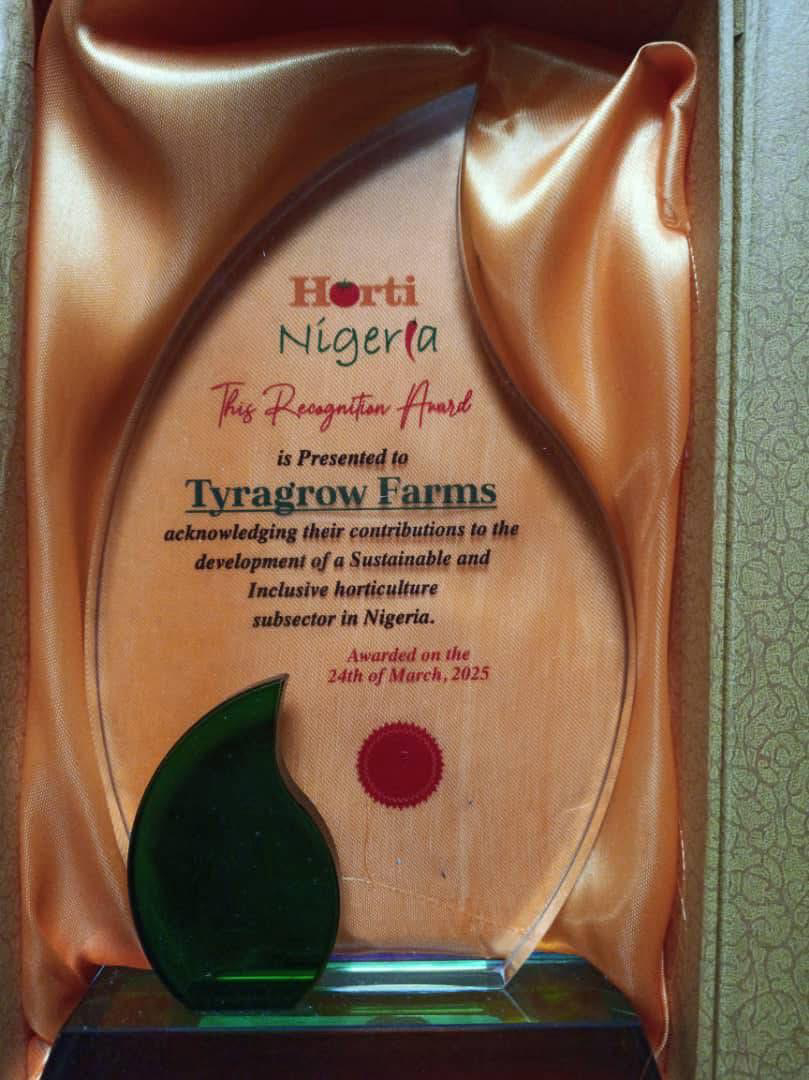 Horti
Nigeria
This Recognition Award
is Presented to
Tyragrow Farms
acknowledging their contributions to the
development of a Sustainable and
Inclusive horticulture
subsector in Nigeria.
Awarded on the
24th of March, 2025